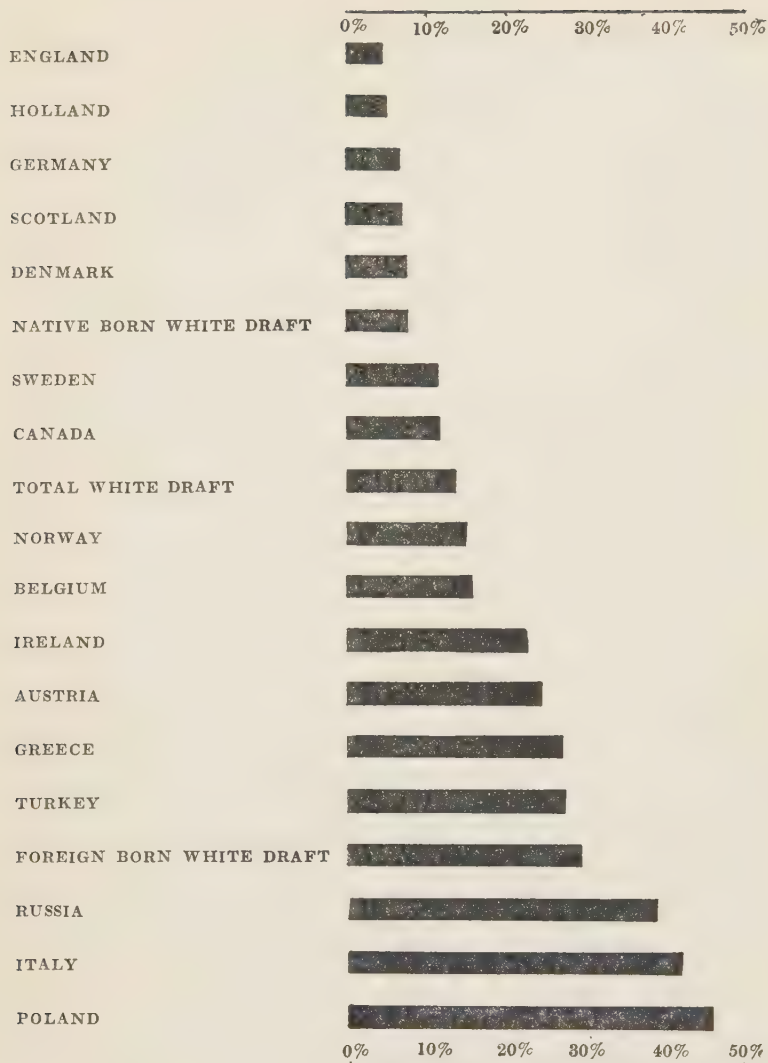 0% 10% 20% 30% 40% 50%
ENGLAND
HOLLAND
GERMANY
SCOTLAND
DENMARK
NATIVE BORN WHITE DRAFT
SWEDEN
CANADA
TOTAL WHITE DRAFT
NORWAY
BELGIUM
IRELAND
AUSTRIA
GREECE
TURKEY
FOREIGN BORN WHITE DRAFT
RUSSIA
ITALY
POLAND
0% 10% 20% 30% 40% 50%